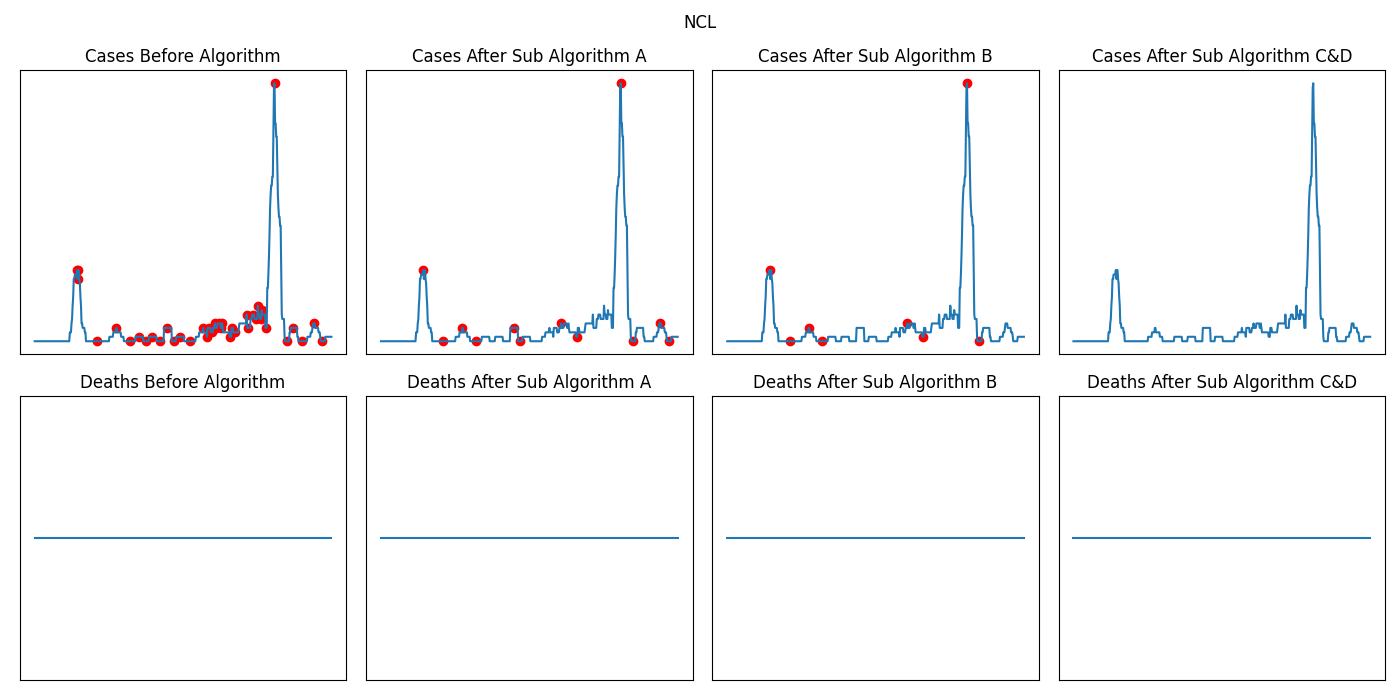 NCL
Cases Before Algorithm
Cases After Sub Algorithm A
Cases After Sub Algorithm B
Cases After Sub Algorithm C&D
Deaths Before Algorithm
Deaths After Sub Algorithm A
Deaths After Sub Algorithm B
Deaths After Sub Algorithm C&D